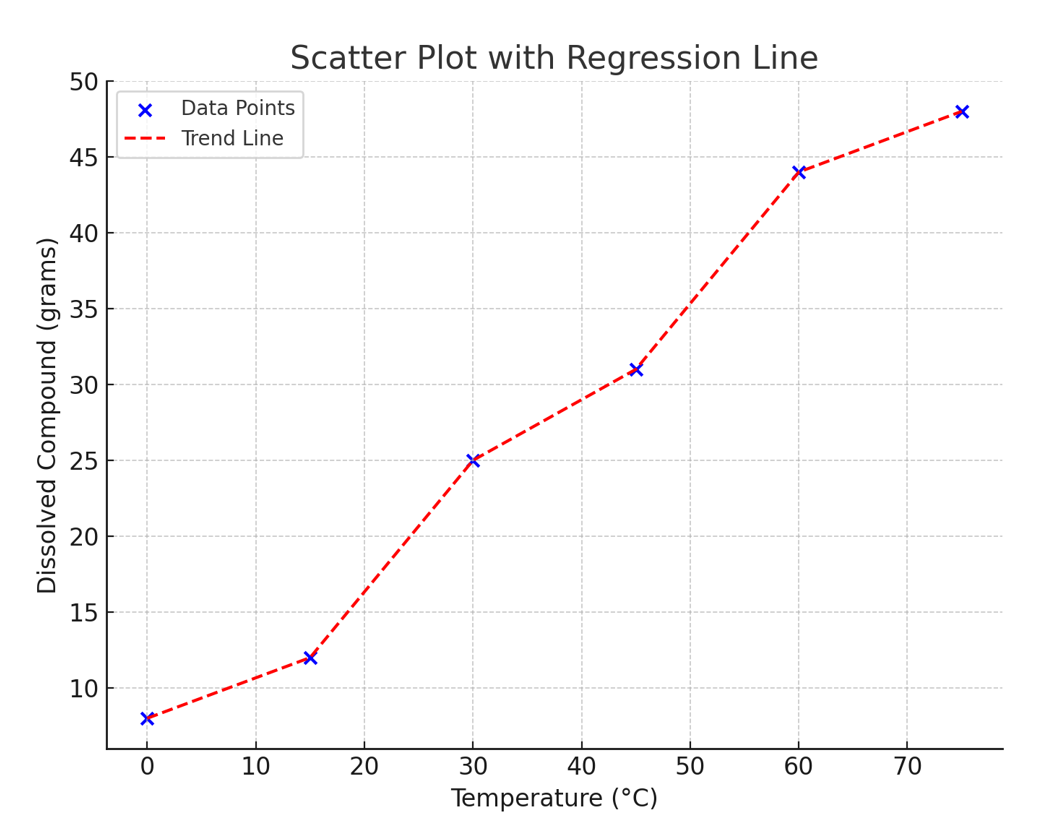 Scatter Plot with Regression Line
Data Points
Trend Line
Dissolved Compound (grams)
50
45
40
35
30
25
20
15
10
0 10 20 30 40 50 60 70
Temperature (°C)